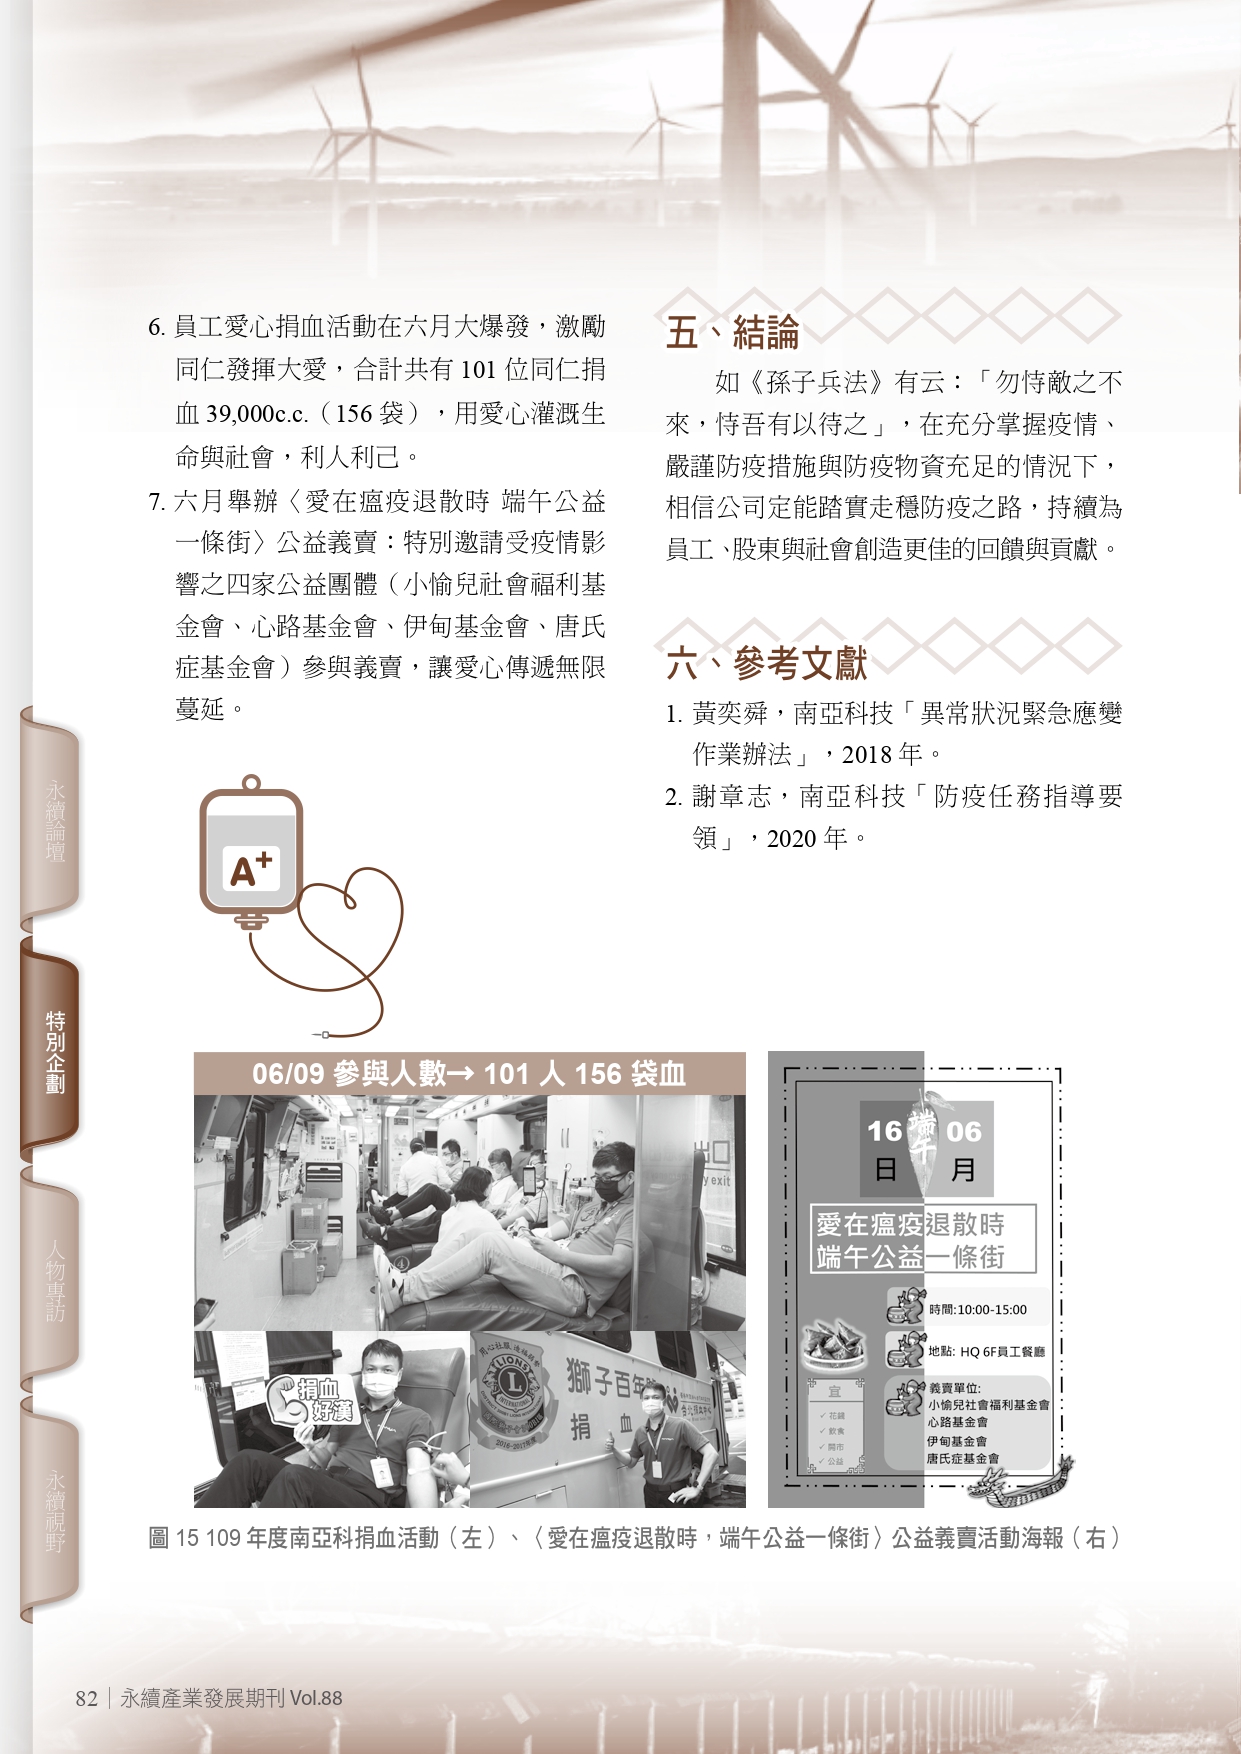 6. 員工愛心捐血活動在六月大爆發，激勵
同仁發揮大愛，合計共有 101 位同仁捐
血 39,000c.c.（156 袋），用愛心灌溉生
命與社會，利人利己。
7. 六月舉辦〈愛在瘟疫退散時 端午公益
一條街〉公益義賣：特別邀請受疫情影
響之四家公益團體（小愉兒社會福利基
金會、心路基金會、伊甸基金會、唐氏
症基金會）參與義賣，讓愛心傳遞無限
蔓延。
A+
五、結論
如《孫子兵法》有云：「勿恃敵之不
來，恃吾有以待之」，在充分掌握疫情、
嚴謹防疫措施與防疫物資充足的情況下，
相信公司定能踏實走穩防疫之路，持續為
員工、股東與社會創造更佳的回饋與貢獻。
六、參考文獻
1. 黃奕舜，南亞科技「異常狀況緊急應變
作業辦法」，2018 年。
2. 謝章志，南亞科技「防疫任務指導要
領」，2020 年。
永續論壇
特別企劃
人物專訪
永續視野
06/09 參與人數→ 101 人 156 袋血
出口
y exit
4
捐血
好漢
LIONS
L
INTERNATIONAL
2016-2017年度
獅子百年
捐 血
16 端午 06
日 月
愛在瘟疫退散時
端午公益一條街
時間:10:00-15:00
地點: HQ 6F員工餐廳
義賣單位:
小愉兒社會福利基金會
心路基金會
伊甸基金會
唐氏症基金會
宜
✓ 花錢
✓ 飲食
✓ 開市
✓ 公益
圖 15 109 年度南亞科捐血活動（左）、〈愛在瘟疫退散時，端午公益一條街〉公益義賣活動海報（右）
82 永續產業發展期刊 Vol.88